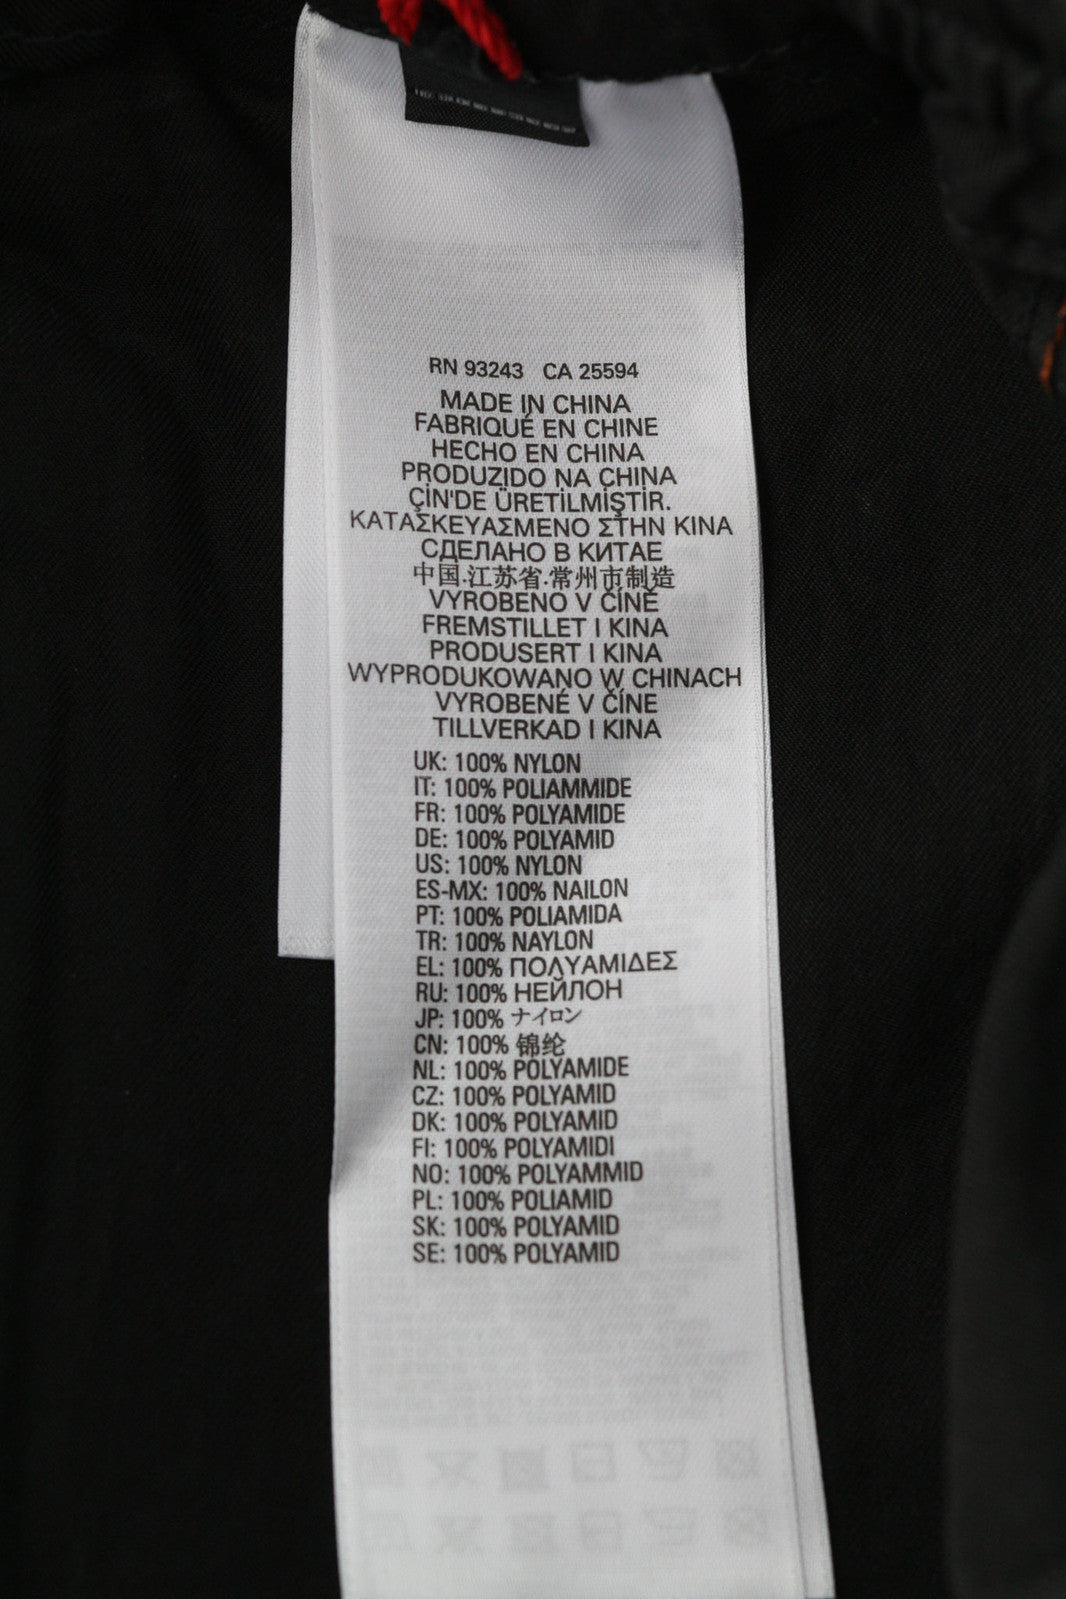 RN 93243 CA 25594
MADE IN CHINA
FABRIQUÉ EN CHINE
HECHO EN CHINA
PRODUZIDO NA CHINA
ÇİN'DE ÜRETİLMİŞTİR.
ΚΑΤΑΣΚΕΥΑΣΜΕΝΟ ΣΤΗΝ ΚΙΝΑ
СДЕЛАНО В КИТАЕ
中国.江苏省.常州市制造
VYROBENO V ČÍNĚ
FREMSTILLET I KINA
PRODUSERT I KINA
WYPRODUKOWANO W CHINACH
VYROBENÉ V ČÍNE
TILLVERKAD I KINA
UK: 100% NYLON
IT: 100% POLIAMMIDE
FR: 100% POLYAMIDE
DE: 100% POLYAMID
US: 100% NYLON
ES-MX: 100% NAILON
PT: 100% POLIAMIDA
TR: 100% NAYLON
EL: 100% ΠΟΛΥΑΜΙΔΕΣ
RU: 100% НЕЙЛОН
JP: 100% ナイロン
CN: 100% 锦纶
NL: 100% POLYAMIDE
CZ: 100% POLYAMID
DK: 100% POLYAMID
FI: 100% POLYAMIDI
NO: 100% POLYAMMID
PL: 100% POLIAMID
SK: 100% POLYAMID
SE: 100% POLYAMID